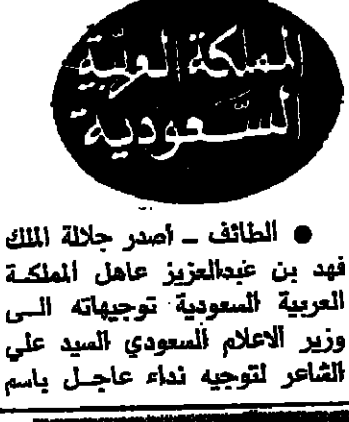 المملكة العربية
السعودية
● الطائف ـ أصدر جلالة الملك
فهد بن عبدالعزيز عاهل المملكة
العربية السعودية توجيهاته الى
وزير الاعلام السعودي السيد علي
الشاعر لتوجيه نداء عاجل باسم